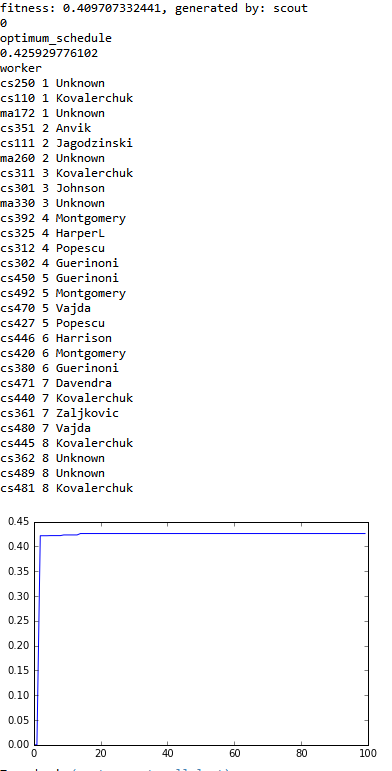 fitness: 0.409707332441, generated by: scout
0
optimum_schedule
0.425929776102
worker
cs250 1 Unknown
cs110 1 Kovalerchuk
ma172 1 Unknown
cs351 2 Anvik
cs111 2 Jagodzinski
ma260 2 Unknown
cs311 3 Kovalerchuk
cs301 3 Johnson
ma330 3 Unknown
cs392 4 Montgomery
cs325 4 HarperL
cs312 4 Popescu
cs302 4 Guerinoni
cs450 5 Guerinoni
cs492 5 Montgomery
cs470 5 Vajda
cs427 5 Popescu
cs446 6 Harrison
cs420 6 Montgomery
cs380 6 Guerinoni
cs471 7 Davendra
cs440 7 Kovalerchuk
cs361 7 Zaljkovic
cs480 7 Vajda
cs445 8 Kovalerchuk
cs362 8 Unknown
cs489 8 Unknown
cs481 8 Kovalerchuk
0.45
0.40
0.35
0.30
0.25
0.20
0.15
0.10
0.05
0.00
0 20 40 60 80 100